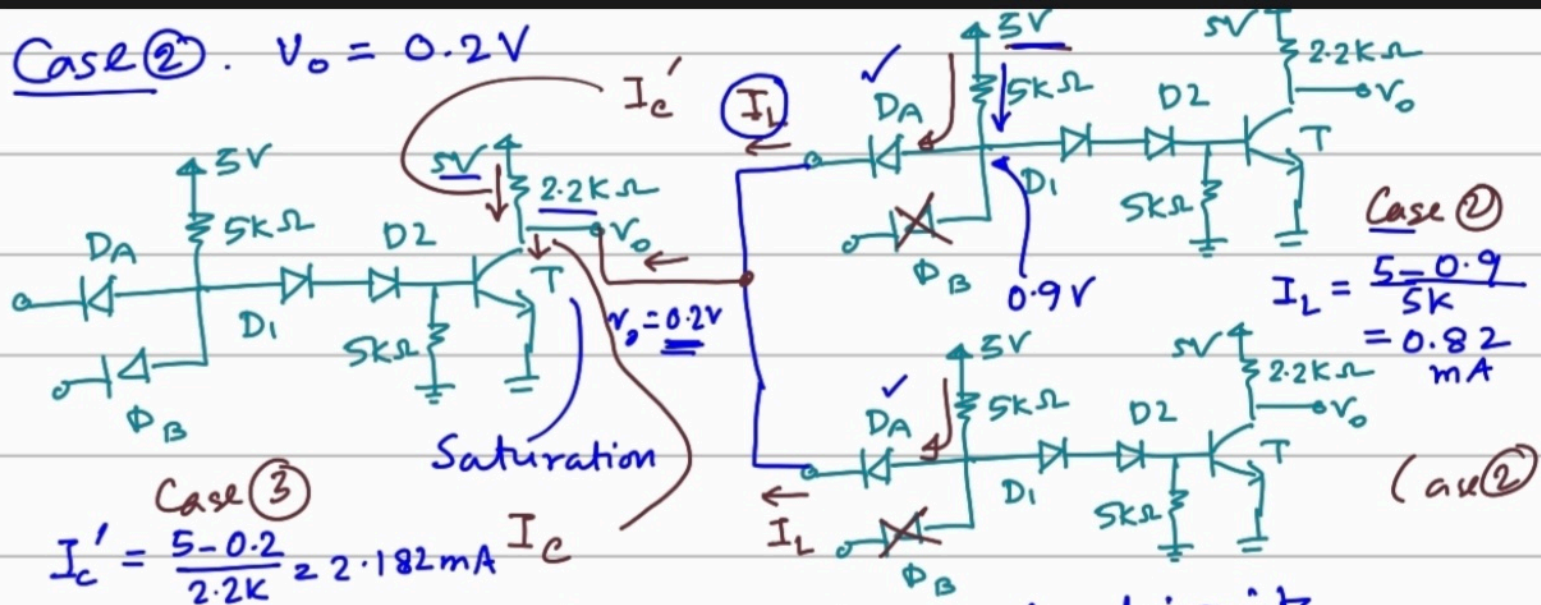 Case ②. V₀ = 0.2V
I꜀'
I_L
5V
5KΩ
D_A
D2
5V
2.2KΩ
V₀
T
D1
5KΩ
D_B
0.9V
Case ②
I_L = (5-0.9)/5K
= 0.82
mA
5V
5KΩ
D_A
D2
5V
2.2KΩ
V₀
T
D1
5KΩ
D_B
V₀ = 0.2V
Saturation
5V
5KΩ
D_A
D2
5V
2.2KΩ
V₀
T
D1
5KΩ
D_B
I_L
(ase ②
Case ③
I꜀' = (5-0.2)/2.2K = 2.182mA
I꜀